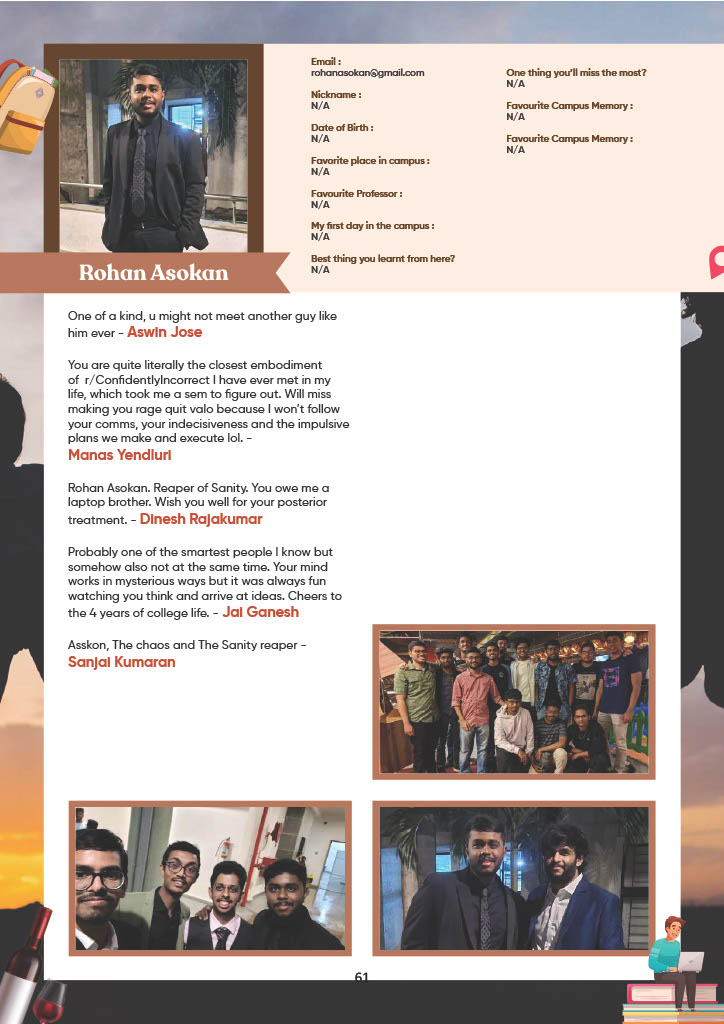 Email :
rohanasokan@gmail.com
Nickname :
N/A
Date of Birth :
N/A
Favorite place in campus :
N/A
Favourite Professor :
N/A
My first day in the campus :
N/A
Best thing you learnt from here?
N/A
One thing you'll miss the most?
N/A
Favourite Campus Memory :
N/A
Favourite Campus Memory :
N/A
Rohan Asokan
One of a kind, u might not meet another guy like
him ever - Aswin Jose
You are quite literally the closest embodiment
of r/ConfidentlyIncorrect I have ever met in my
life, which took me a sem to figure out. Will miss
making you rage quit valo because I won't follow
your comms, your indecisiveness and the impulsive
plans we make and execute lol. -
Manas Yendluri
Rohan Asokan. Reaper of Sanity. You owe me a
laptop brother. Wish you well for your posterior
treatment. - Dinesh Rajakumar
Probably one of the smartest people I know but
somehow also not at the same time. Your mind
works in mysterious ways but it was always fun
watching you think and arrive at ideas. Cheers to
the 4 years of college life. - Jai Ganesh
Asskon, The chaos and The Sanity reaper -
Sanjai Kumaran
61